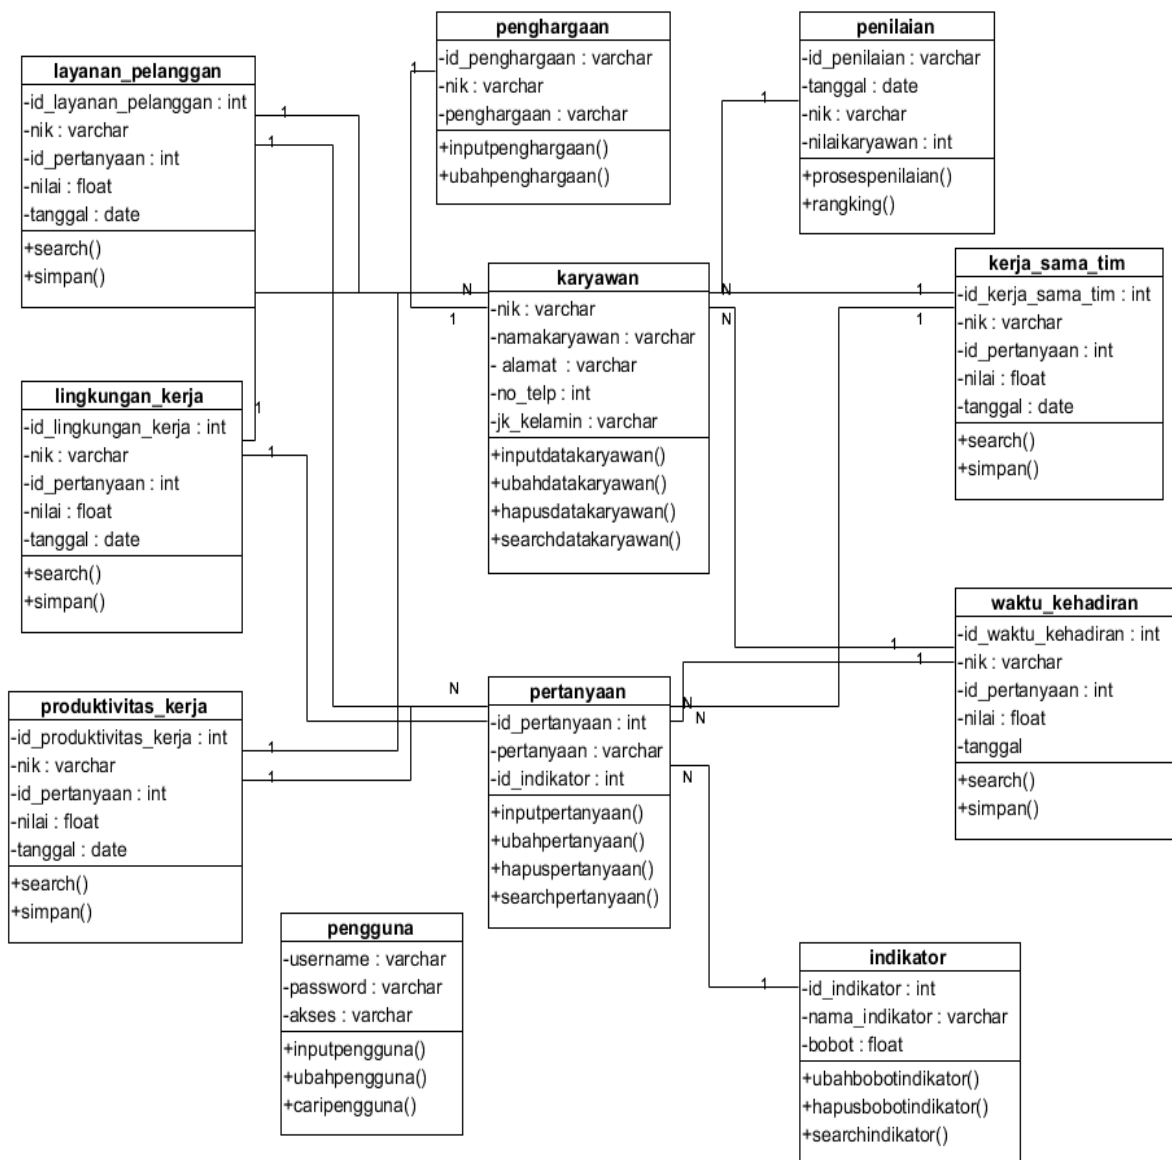 penghargaan
-id_penghargaan : varchar
-nik : varchar
-penghargaan : varchar
+inputpenghargaan()
+ubahpenghargaan()
penilaian
-id_penilaian : varchar
-tanggal : date
-nik : varchar
-nilaikaryawan : int
+prosespenilaian()
+rangking()
layanan_pelanggan
-id_layanan_pelanggan : int
-nik : varchar
-id_pertanyaan : int
-nilai : float
-tanggal : date
+search()
+simpan()
karyawan
-nik : varchar
-namakaryawan : varchar
- alamat : varchar
-no_telp : int
-jk_kelamin : varchar
+inputdatakaryawan()
+ubahdatakaryawan()
+hapusdatakaryawan()
+searchdatakaryawan()
kerja_sama_tim
-id_kerja_sama_tim : int
-nik : varchar
-id_pertanyaan : int
-nilai : float
-tanggal : date
+search()
+simpan()
lingkungan_kerja
-id_lingkungan_kerja : int
-nik : varchar
-id_pertanyaan : int
-nilai : float
-tanggal : date
+search()
+simpan()
waktu_kehadiran
-id_waktu_kehadiran : int
-nik : varchar
-id_pertanyaan : int
-nilai : float
-tanggal
+search()
+simpan()
produktivitas_kerja
-id_produktivitas_kerja : int
-nik : varchar
-id_pertanyaan : int
-nilai : float
-tanggal : date
+search()
+simpan()
pertanyaan
-id_pertanyaan : int
-pertanyaan : varchar
-id_indikator : int
+inputpertanyaan()
+ubahpertanyaan()
+hapuspertanyaan()
+searchpertanyaan()
pengguna
-username : varchar
-password : varchar
-akses : varchar
+inputpengguna()
+ubahpengguna()
+caripengguna()
indikator
-id_indikator : int
-nama_indikator : varchar
-bobot : float
+ubahbobotindikator()
+hapusbobotindikator()
+searchindikator()
1
1
1
1
N
1
N
N
1
1
1
1
1
1
N
N
N
N
1
1
1
1